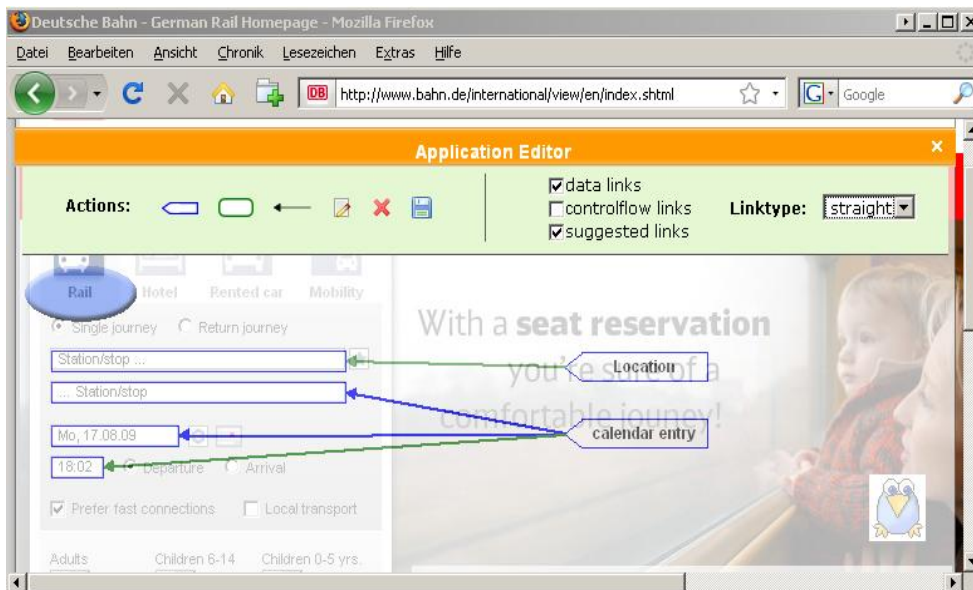 Deutsche Bahn - German Rail Homepage - Mozilla Firefox
Datei Bearbeiten Ansicht Chronik Lesezeichen Extras Hilfe
DB http://www.bahn.de/international/view/en/index.shtml G Google
Application Editor
Actions:
data links
controlflow links
suggested links
Linktype: straight
Rail Hotel Rented car Mobility
Single journey Return journey
Station/stop ...
... Station/stop
Mo, 17.08.09
18:02 Departure Arrival
Prefer fast connections Local transport
Adults Children 6-14 Children 0-5 yrs.
With a seat reservation
you're sure of a
comfortable jouney!
Location
calendar entry